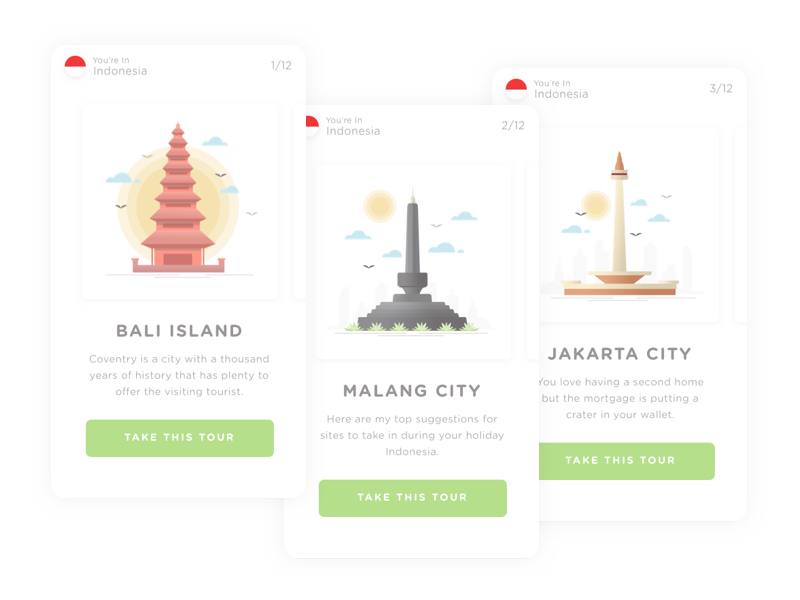 You're In
Indonesia
1/12
BALI ISLAND
Coventry is a city with a thousand
years of history that has plenty to
offer the visiting tourist.
TAKE THIS TOUR
You're In
Indonesia
2/12
MALANG CITY
Here are my top suggestions for
sites to take in during your holiday
Indonesia.
TAKE THIS TOUR
You're In
Indonesia
3/12
JAKARTA CITY
You love having a second home
but the mortgage is putting a
crater in your wallet.
TAKE THIS TOUR